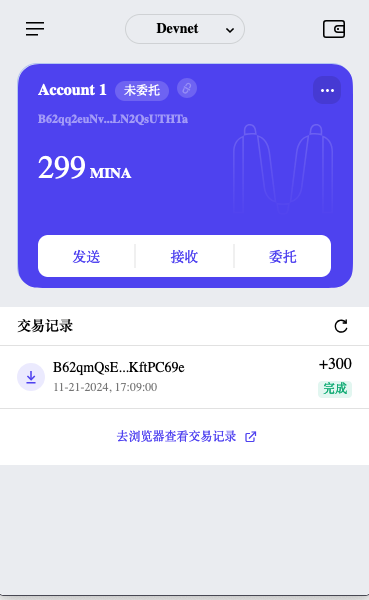 Devnet
Account 1 未委托
B62qq2euNv...LN2QsUTHTa
299 MINA
发送 接收 委托
交易记录
B62qmQsE...KftPC69e +300
11-21-2024, 17:09:00 完成
去浏览器查看交易记录